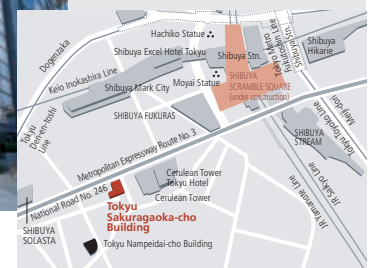 Hachiko Statue
Dogenzaka
Shibuya Excel Hotel Tokyu
Shibuya Stn.
Tokyo Metro
Fukutoshin Line
Shibuya Stn.
Shibuya
Hikarie
Keio Inokashira Line
Shibuya Mark City
Moyai Statue
SHIBUYA
SCRAMBLE SQUARE
(under construction)
Meiji-dori
Tokyu
Den-en-toshi
Line
SHIBUYA FUKURAS
Metropolitan Expressway Route No. 3
SHIBUYA
STREAM
Tokyu Toyoko Line
JR Saikyo Line
JR Yamanote Line
National Road No. 246
Cerulean Tower
Tokyu Hotel
Cerulean Tower
Tokyu
Sakuragaoka-cho
Building
SHIBUYA
SOLASTA
Tokyu Nampeidai-cho Building